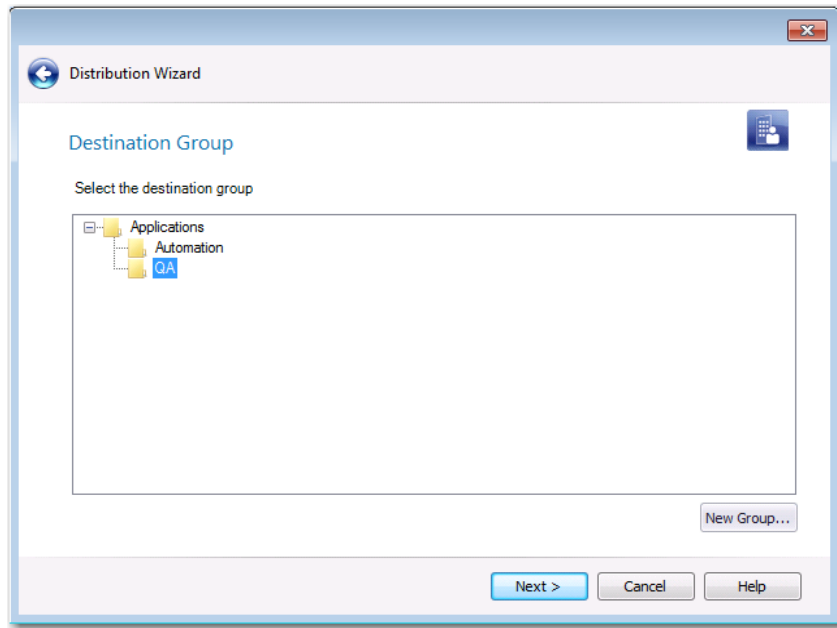 Distribution Wizard
Destination Group
Select the destination group
Applications
Automation
QA
New Group...
Next >
Cancel
Help